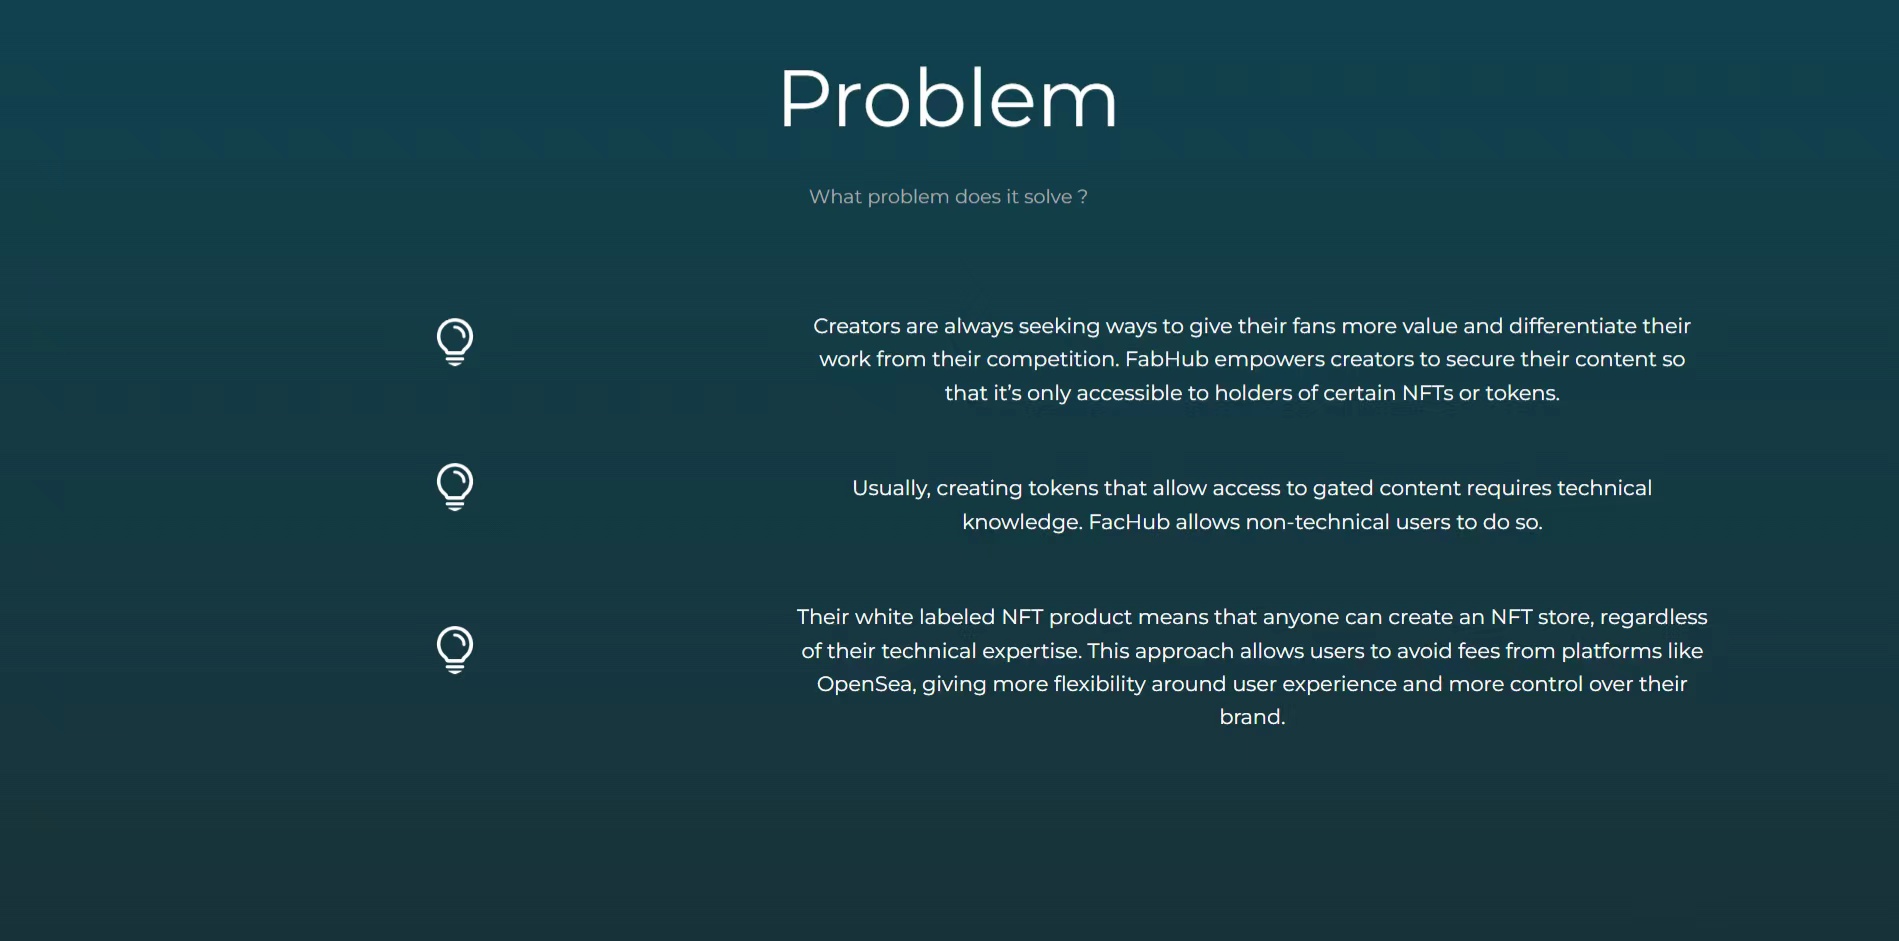 Problem
What problem does it solve ?
Creators are always seeking ways to give their fans more value and differentiate their
work from their competition. FabHub empowers creators to secure their content so
that it’s only accessible to holders of certain NFTs or tokens.
Usually, creating tokens that allow access to gated content requires technical
knowledge. FacHub allows non-technical users to do so.
Their white labeled NFT product means that anyone can create an NFT store, regardless
of their technical expertise. This approach allows users to avoid fees from platforms like
OpenSea, giving more flexibility around user experience and more control over their
brand.